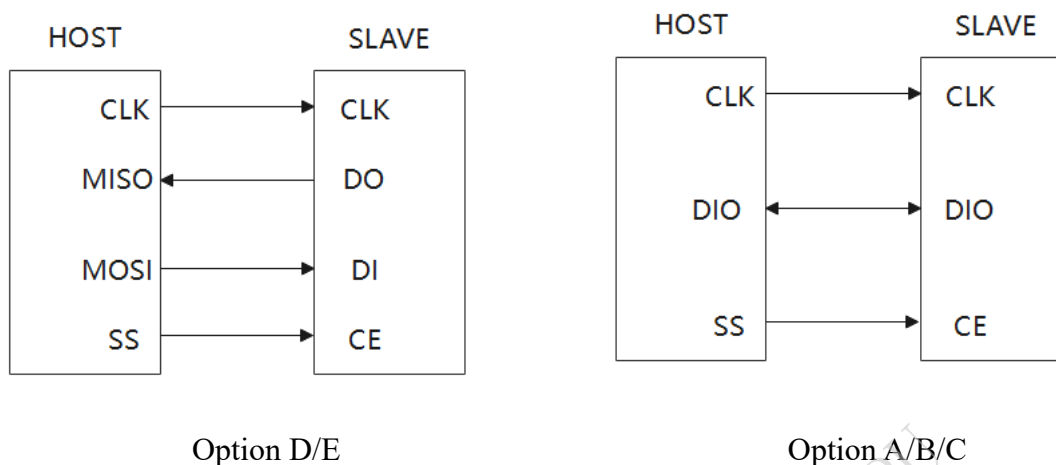 HOST
SLAVE
CLK
CLK
MISO
DO
MOSI
DI
SS
CE
Option D/E
HOST
SLAVE
CLK
CLK
DIO
DIO
SS
CE
Option A/B/C